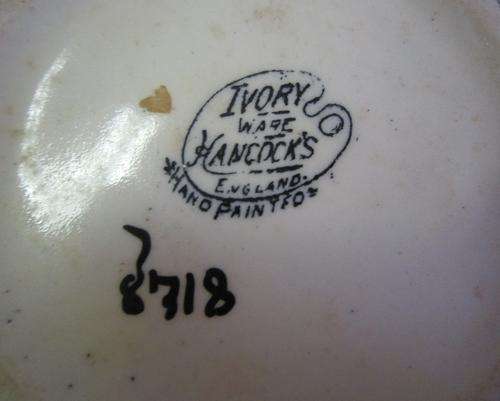 IVORY
WARE
HANCOCK'S
ENGLAND.
HAND PAINTED
8718